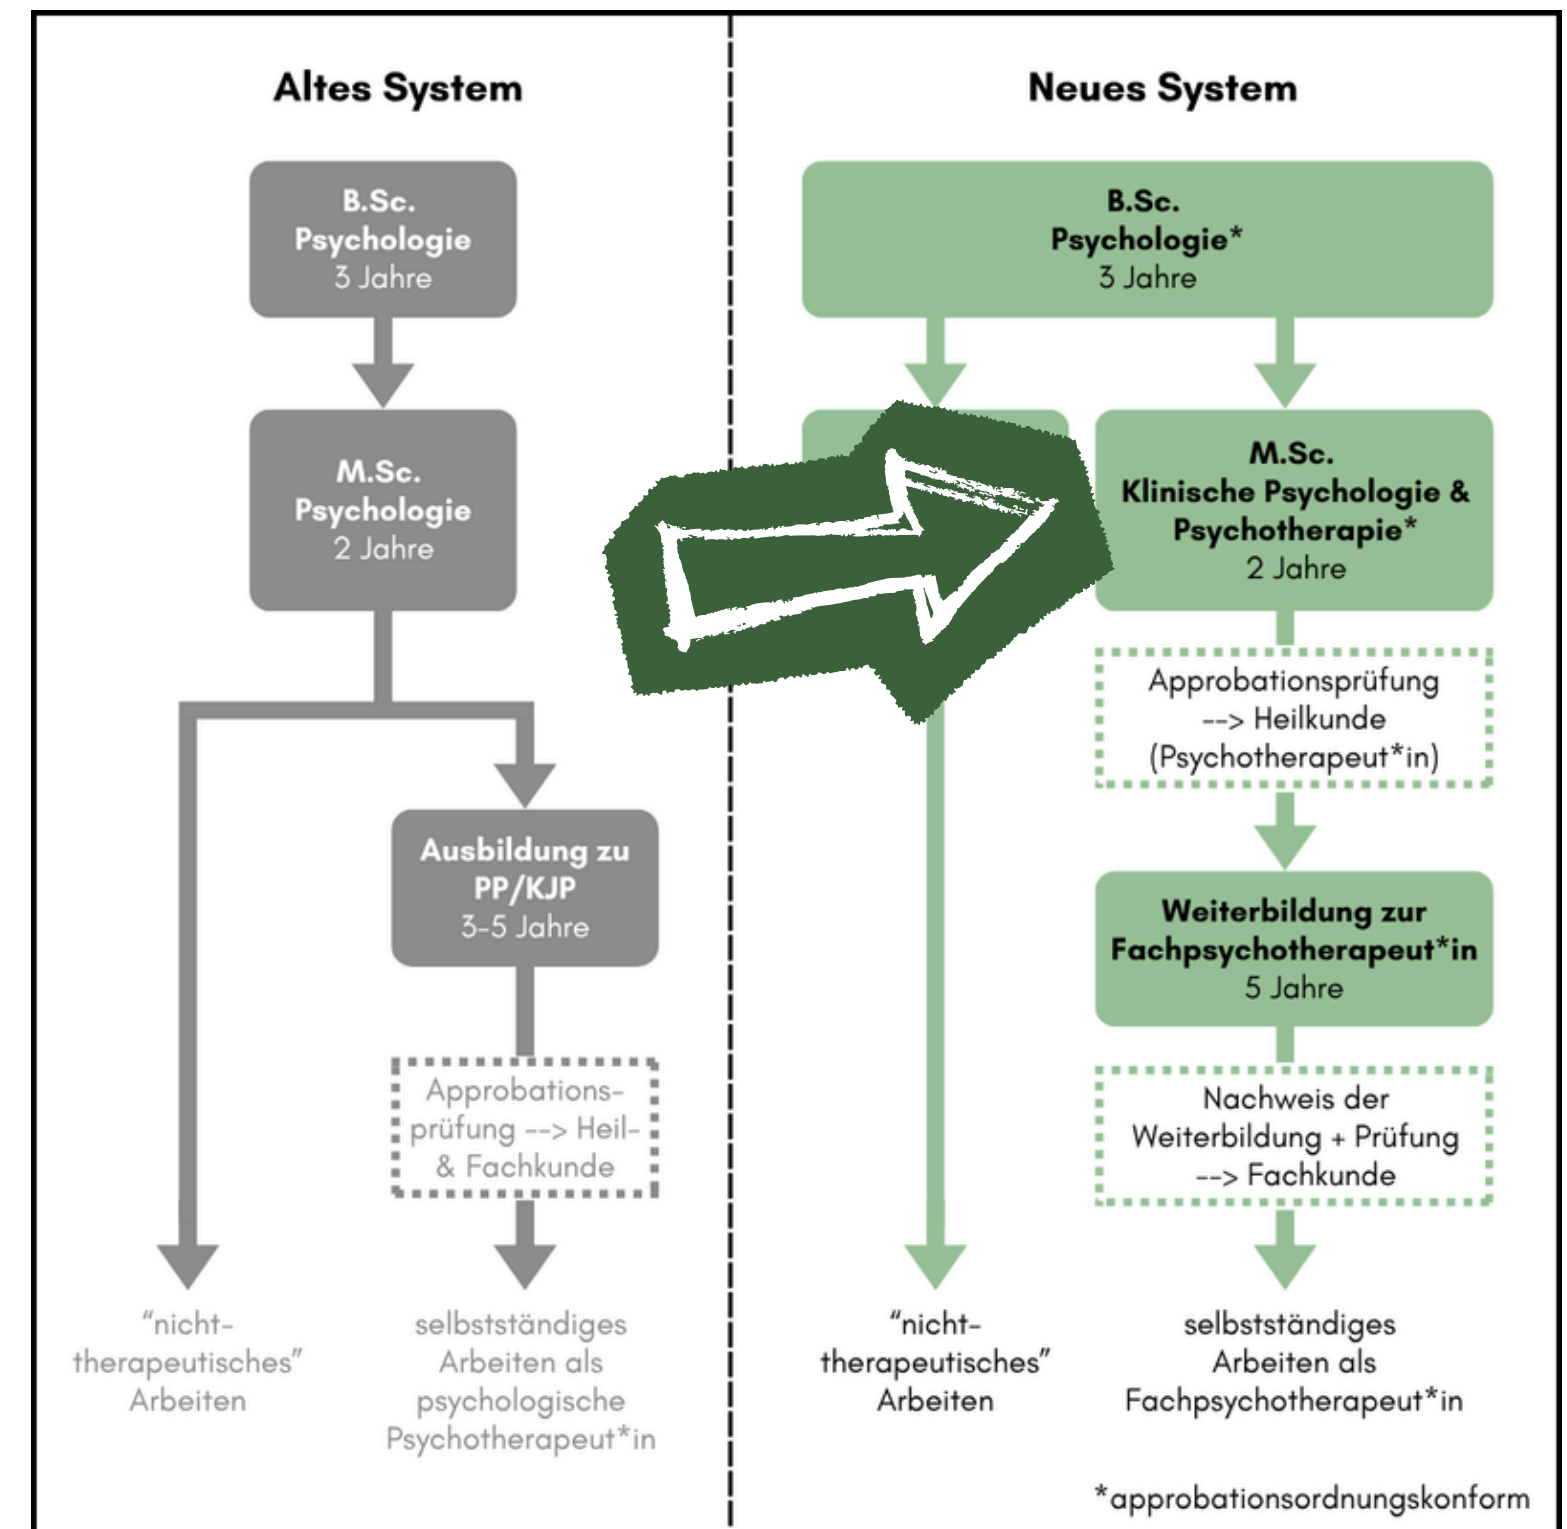 Altes System
B.Sc.
Psychologie
3 Jahre
M.Sc.
Psychologie
2 Jahre
Ausbildung zu
PP/KJP
3-5 Jahre
Approbations-
prüfung --> Heil-
& Fachkunde
“nicht-
therapeutisches”
Arbeiten
selbstständiges
Arbeiten als
psychologische
Psychotherapeut*in
Neues System
B.Sc.
Psychologie*
3 Jahre
M.Sc.
Klinische Psychologie &
Psychotherapie*
2 Jahre
Approbationsprüfung
--> Heilkunde
(Psychotherapeut*in)
Weiterbildung zur
Fachpsychotherapeut*in
5 Jahre
Nachweis der
Weiterbildung + Prüfung
--> Fachkunde
“nicht-
therapeutisches”
Arbeiten
selbstständiges
Arbeiten als
Fachpsychotherapeut*in
*approbationsordnungskonform